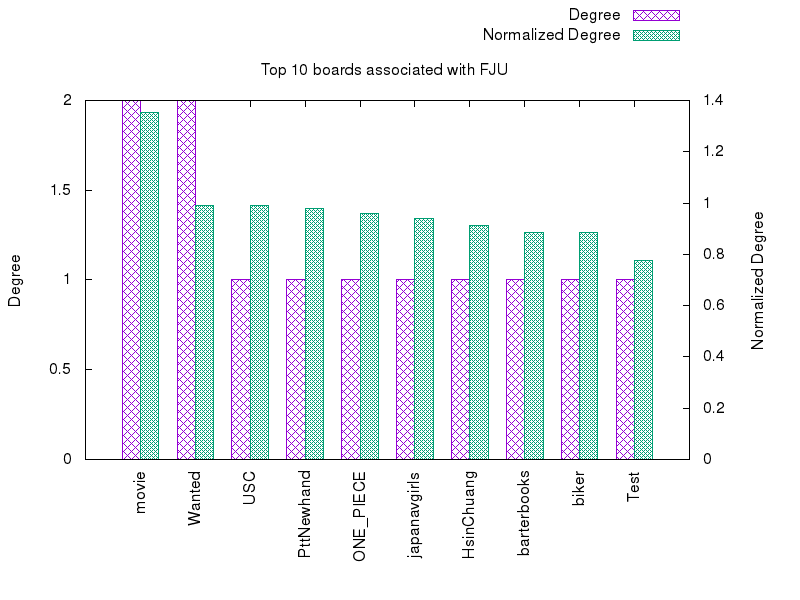 Degree
Normalized Degree
Top 10 boards associated with FJU
2
1.5
1
0.5
0
1.4
1.2
1
0.8
0.6
0.4
0.2
0
Degree
Normalized Degree
movie
Wanted
USC
PttNewhand
ONE_PIECE
japanavgirls
HsinChuang
barterbooks
biker
Test